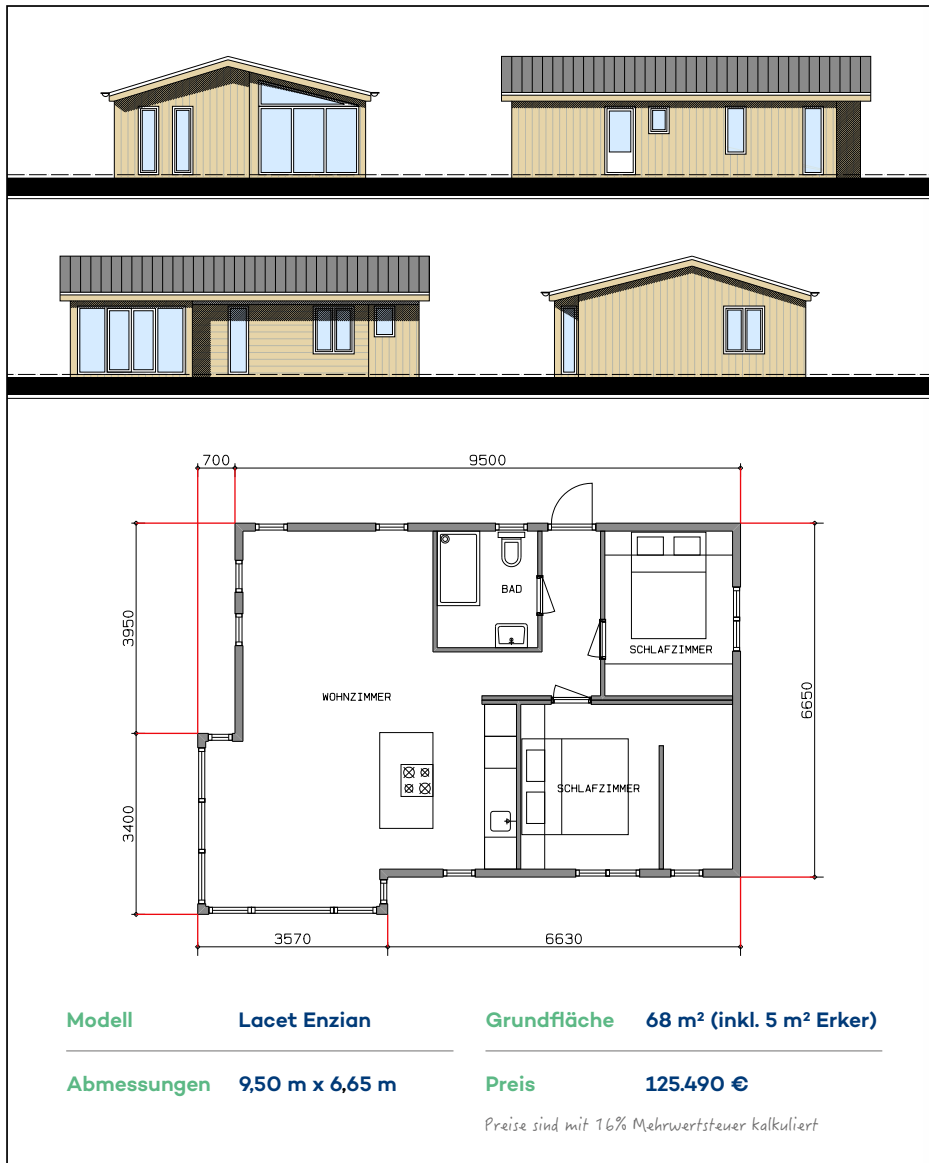 700 9500
3950
BAD
SCHLAFZIMMER
WOHNZIMMER
6650
SCHLAFZIMMER
3400
3570 6630
Modell Lacet Enzian
Grundfläche 68 m² (inkl. 5 m² Erker)
Abmessungen 9,50 m x 6,65 m
Preis 125.490 €
Preise sind mit 16% Mehrwertsteuer kalkuliert